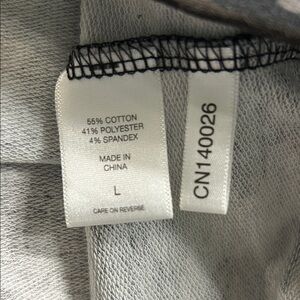 55% COTTON
41% POLYESTER
4% SPANDEX
MADE IN
CHINA
L
CARE ON REVERSE
CN140026